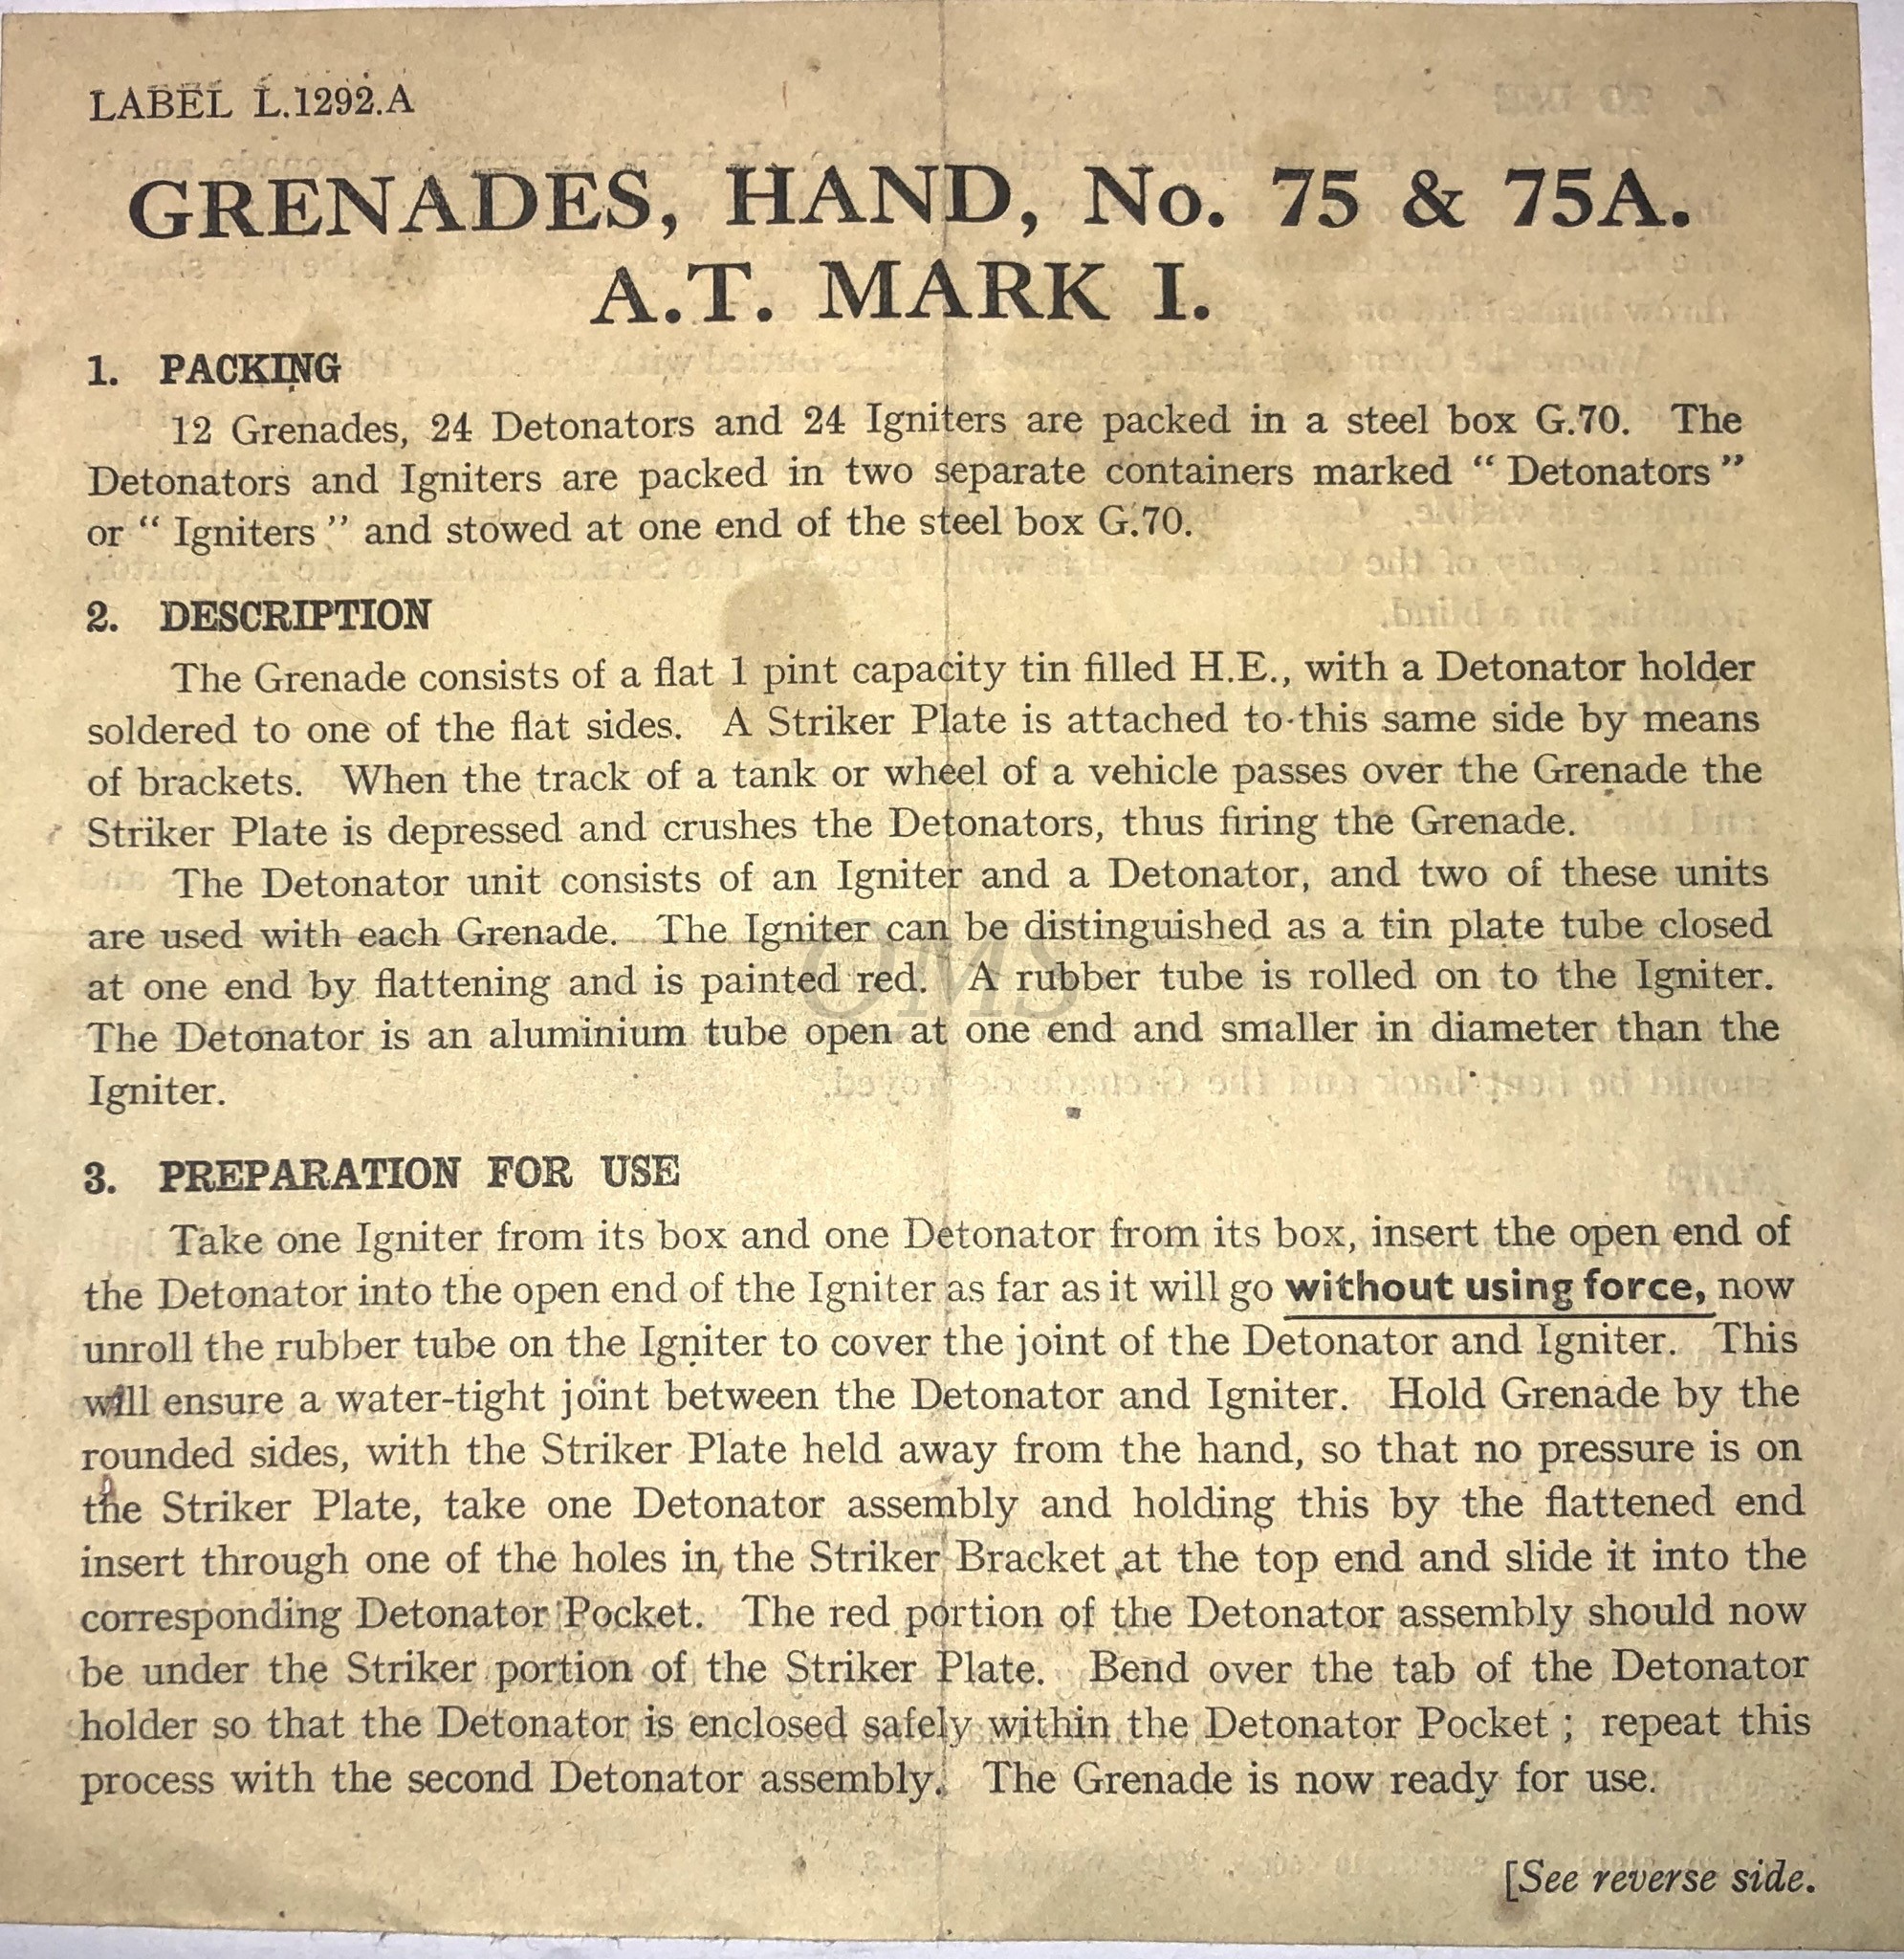 LABEL L.1292.A
GRENADES, HAND, No. 75 & 75A.
A.T. MARK I.
1. PACKING
12 Grenades, 24 Detonators and 24 Igniters are packed in a steel box G.70. The
Detonators and Igniters are packed in two separate containers marked “ Detonators ”
or “ Igniters ” and stowed at one end of the steel box G.70.
2. DESCRIPTION
The Grenade consists of a flat 1 pint capacity tin filled H.E., with a Detonator holder
soldered to one of the flat sides. A Striker Plate is attached to this same side by means
of brackets. When the track of a tank or wheel of a vehicle passes over the Grenade the
Striker Plate is depressed and crushes the Detonators, thus firing the Grenade.
The Detonator unit consists of an Igniter and a Detonator, and two of these units
are used with each Grenade. The Igniter can be distinguished as a tin plate tube closed
at one end by flattening and is painted red. A rubber tube is rolled on to the Igniter.
OMS
The Detonator is an aluminium tube open at one end and smaller in diameter than the
Igniter.
3. PREPARATION FOR USE
Take one Igniter from its box and one Detonator from its box, insert the open end of
the Detonator into the open end of the Igniter as far as it will go without using force, now
unroll the rubber tube on the Igniter to cover the joint of the Detonator and Igniter. This
will ensure a water-tight joint between the Detonator and Igniter. Hold Grenade by the
rounded sides, with the Striker Plate held away from the hand, so that no pressure is on
the Striker Plate, take one Detonator assembly and holding this by the flattened end
insert through one of the holes in the Striker Bracket at the top end and slide it into the
corresponding Detonator Pocket. The red portion of the Detonator assembly should now
be under the Striker portion of the Striker Plate. Bend over the tab of the Detonator
holder so that the Detonator is enclosed safely within the Detonator Pocket ; repeat this
process with the second Detonator assembly. The Grenade is now ready for use.
[See reverse side.